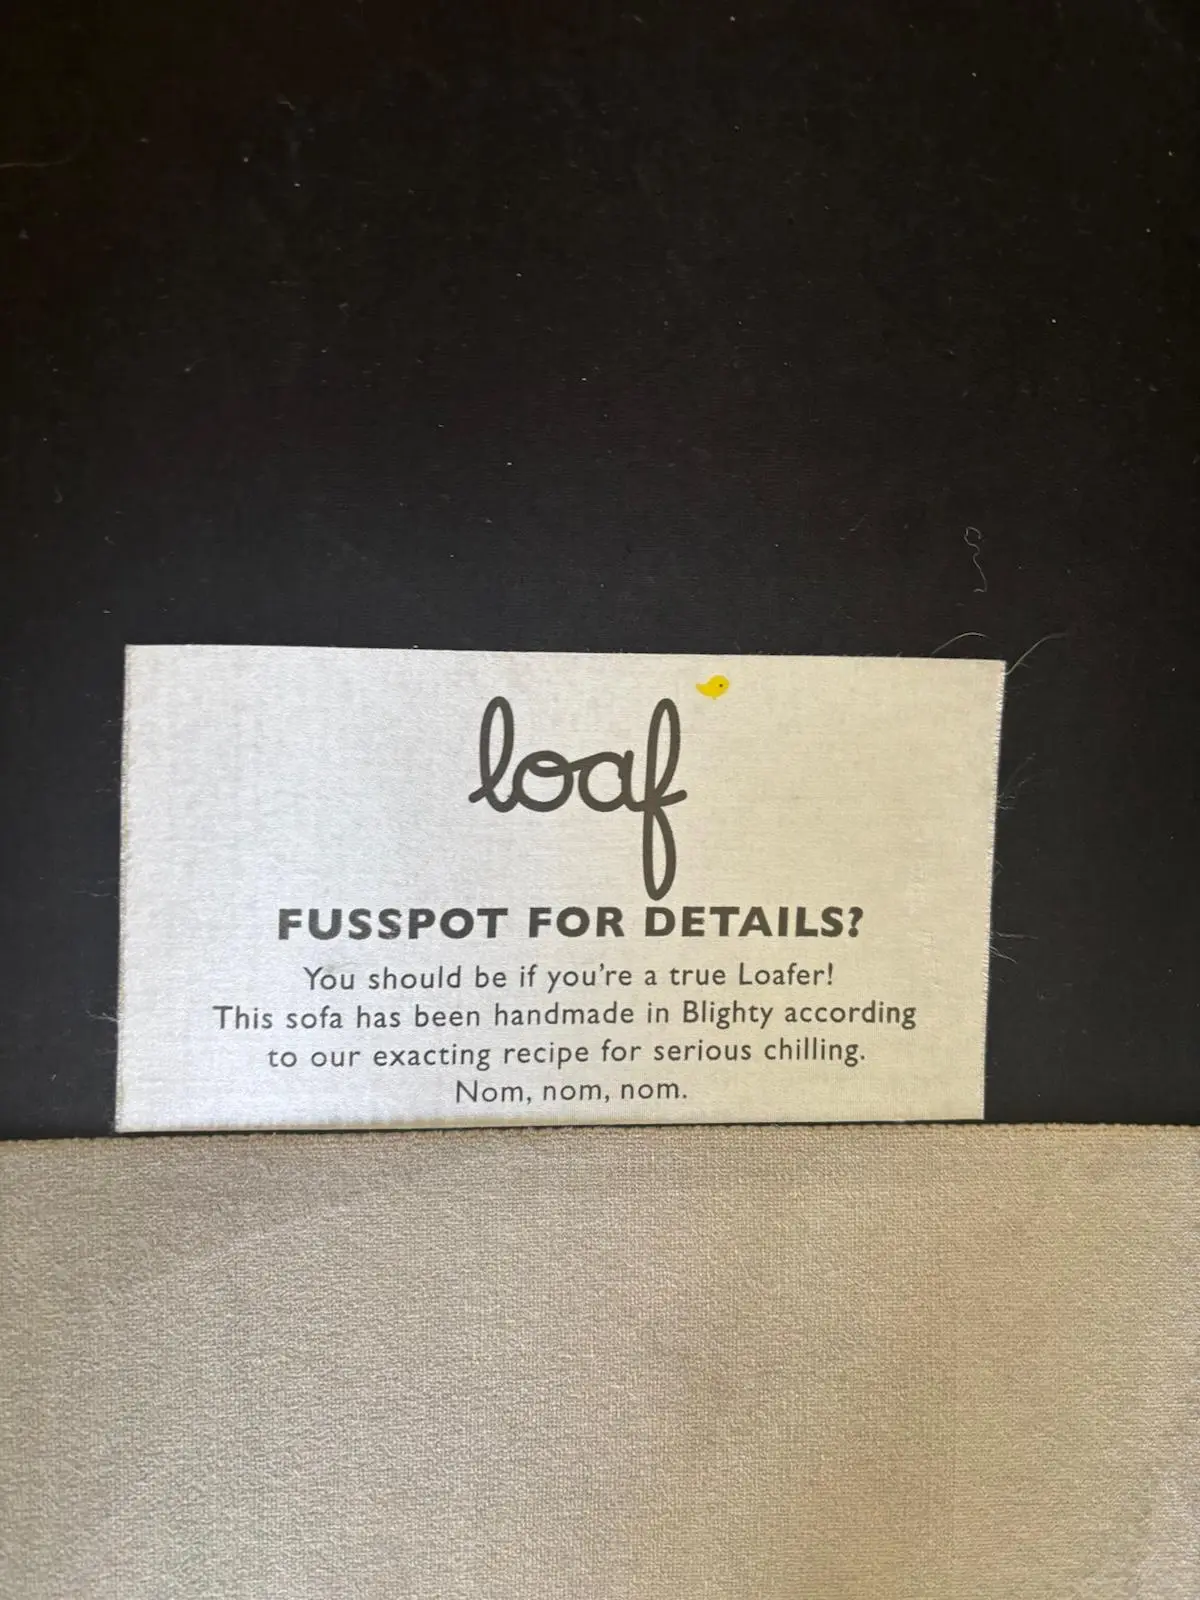 loaf
FUSSPOT FOR DETAILS?
You should be if you're a true Loafer!
This sofa has been handmade in Blighty according
to our exacting recipe for serious chilling.
Nom, nom, nom.